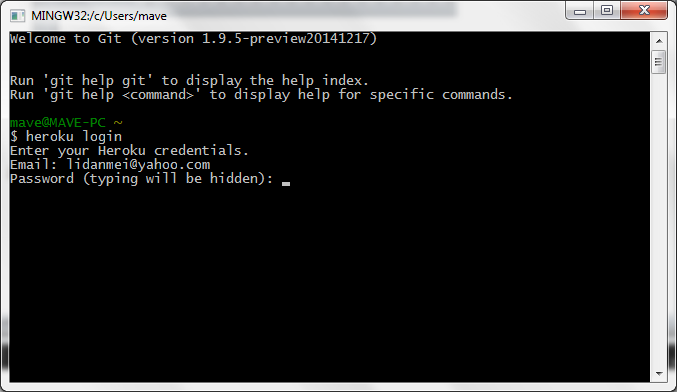 MINGW32:/c/Users/mave
Welcome to Git (version 1.9.5-preview20141217)
Run 'git help git' to display the help index.
Run 'git help <command>' to display help for specific commands.
mave@MAVE-PC ~
$ heroku login
Enter your Heroku credentials.
Email: lidanmei@yahoo.com
Password (typing will be hidden):